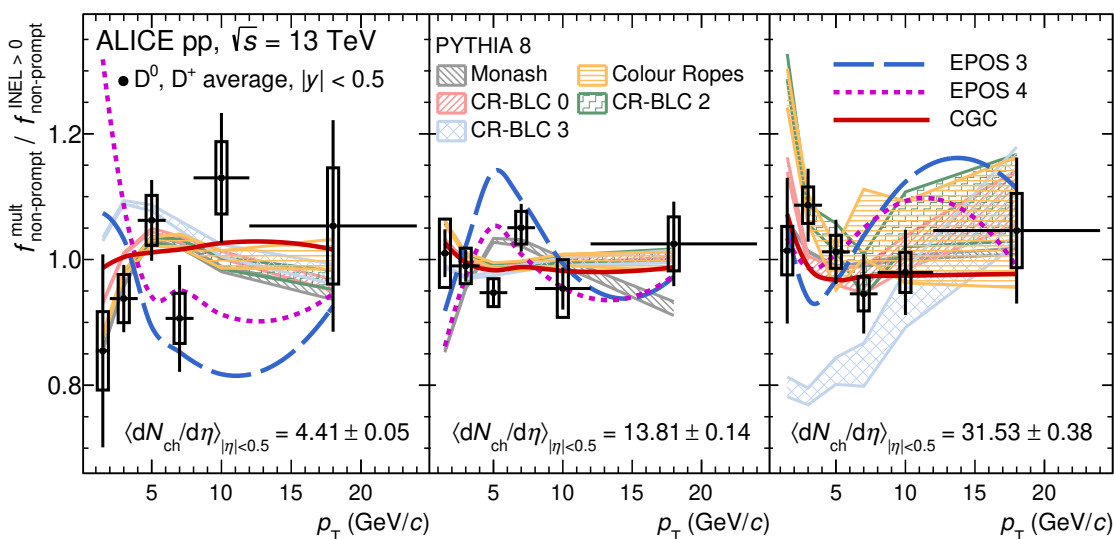 f^mult_non-prompt / f^INEL > 0_non-prompt
1.2
1.0
0.8
ALICE pp, √s = 13 TeV
D⁰, D⁺ average, |y| < 0.5
PYTHIA 8
Monash
Colour Ropes
CR-BLC 0
CR-BLC 2
CR-BLC 3
EPOS 3
EPOS 4
CGC
⟨dN_ch/dη⟩_|η|<0.5 = 4.41 ± 0.05
⟨dN_ch/dη⟩_|η|<0.5 = 13.81 ± 0.14
⟨dN_ch/dη⟩_|η|<0.5 = 31.53 ± 0.38
5 10 15 20 5 10 15 20 5 10 15 20
p_T (GeV/c) p_T (GeV/c) p_T (GeV/c)